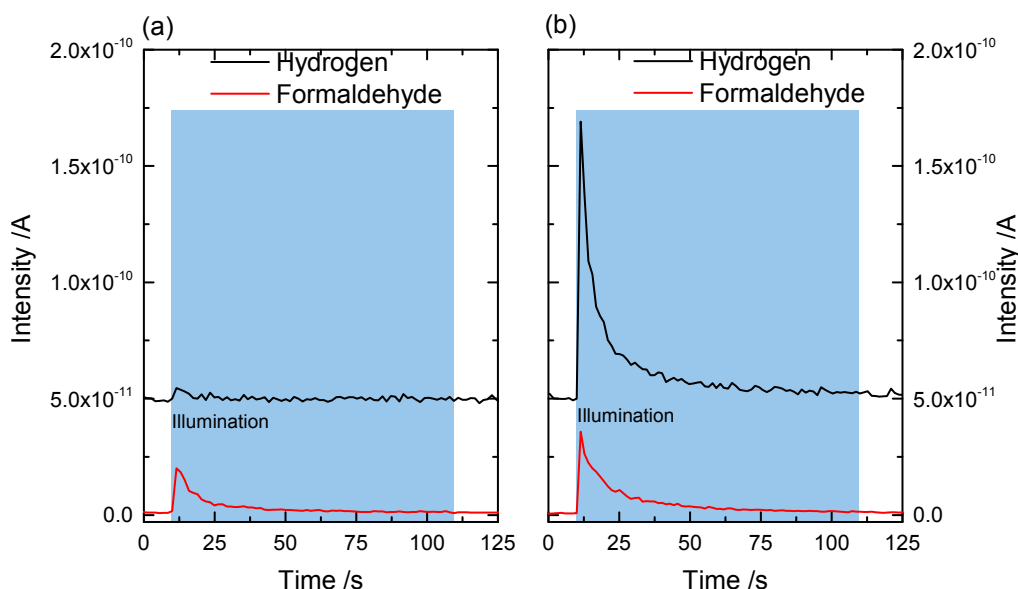 (a)
(b)
2.0x10⁻¹⁰
Hydrogen
Formaldehyde
1.5x10⁻¹⁰
1.0x10⁻¹⁰
5.0x10⁻¹¹
0.0
Intensity /A
Illumination
0 25 50 75 100 125
Time /s
Hydrogen
Formaldehyde
2.0x10⁻¹⁰
1.5x10⁻¹⁰
1.0x10⁻¹⁰
5.0x10⁻¹¹
0.0
Intensity /A
Illumination
0 25 50 75 100 125
Time /s